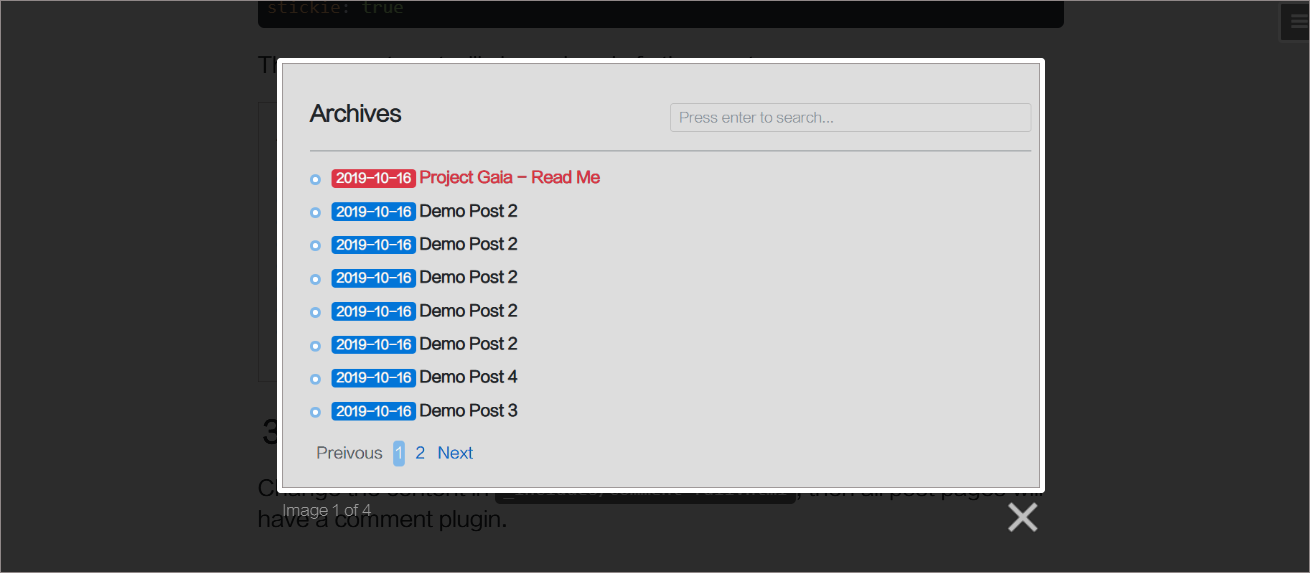 stickie: true
Archives
Press enter to search...
2019-10-16 Project Gaia - Read Me
2019-10-16 Demo Post 2
2019-10-16 Demo Post 2
2019-10-16 Demo Post 2
2019-10-16 Demo Post 2
2019-10-16 Demo Post 2
2019-10-16 Demo Post 4
2019-10-16 Demo Post 3
Preivous 1 2 Next
3
Change the content in , then all post pages will
Image 1 of 4
have a comment plugin.